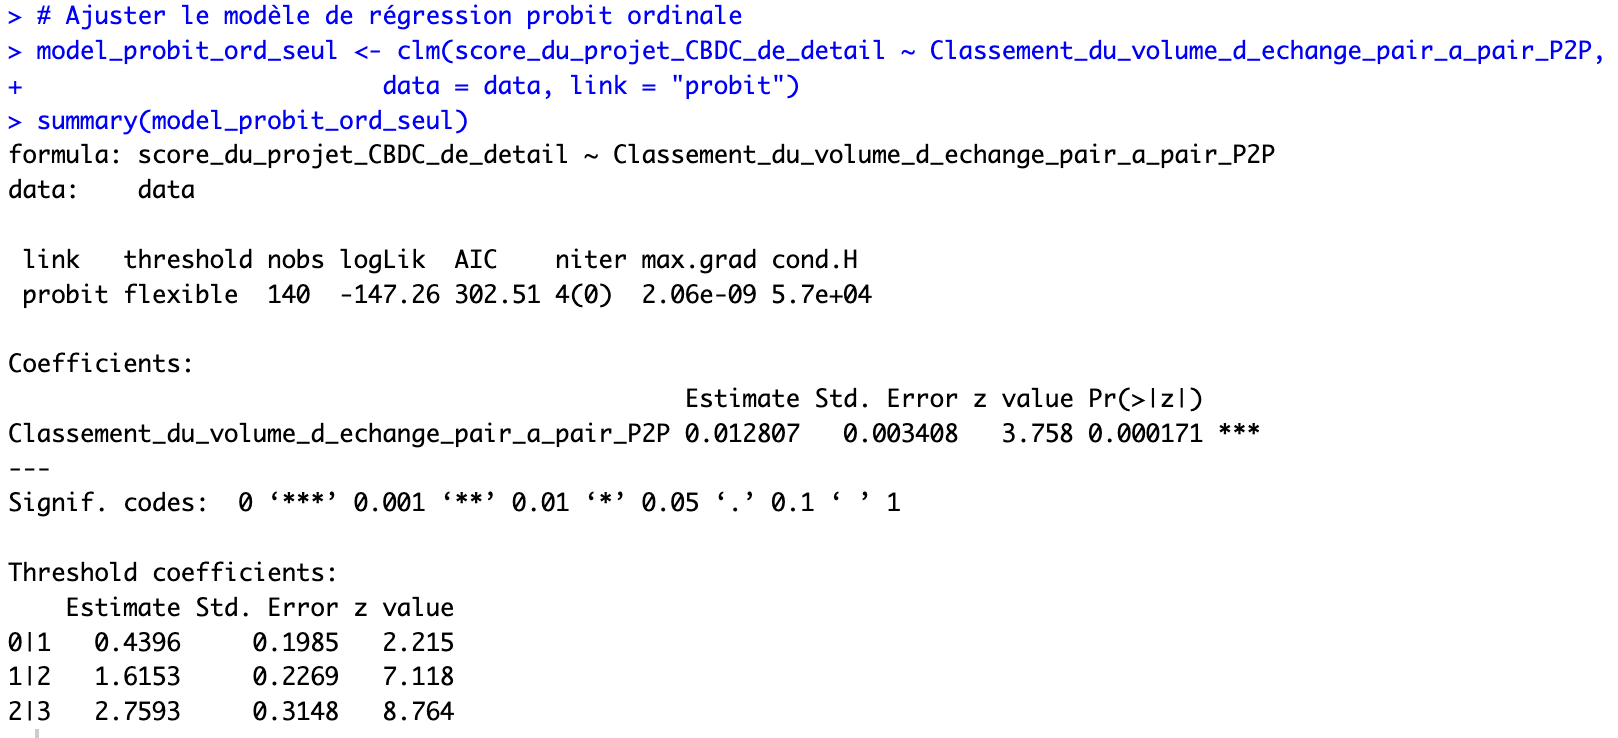 > # Ajuster le modèle de régression probit ordinale
> model_probit_ord_seul <- clm(score_du_projet_CBDC_de_detail ~ Classement_du_volume_d_echange_pair_a_pair_P2P,
+                          data = data, link = "probit")
> summary(model_probit_ord_seul)
formula: score_du_projet_CBDC_de_detail ~ Classement_du_volume_d_echange_pair_a_pair_P2P
data:    data
 link   threshold nobs logLik  AIC    niter max.grad cond.H
 probit flexible  140  -147.26 302.51 4(0)  2.06e-09 5.7e+04
Coefficients:
                                               Estimate Std. Error z value Pr(>|z|)
Classement_du_volume_d_echange_pair_a_pair_P2P 0.012807   0.003408   3.758 0.000171 ***
---
Signif. codes:  0 ‘***’ 0.001 ‘**’ 0.01 ‘*’ 0.05 ‘.’ 0.1 ‘ ’ 1
Threshold coefficients:
    Estimate Std. Error z value
0|1   0.4396     0.1985   2.215
1|2   1.6153     0.2269   7.118
2|3   2.7593     0.3148   8.764